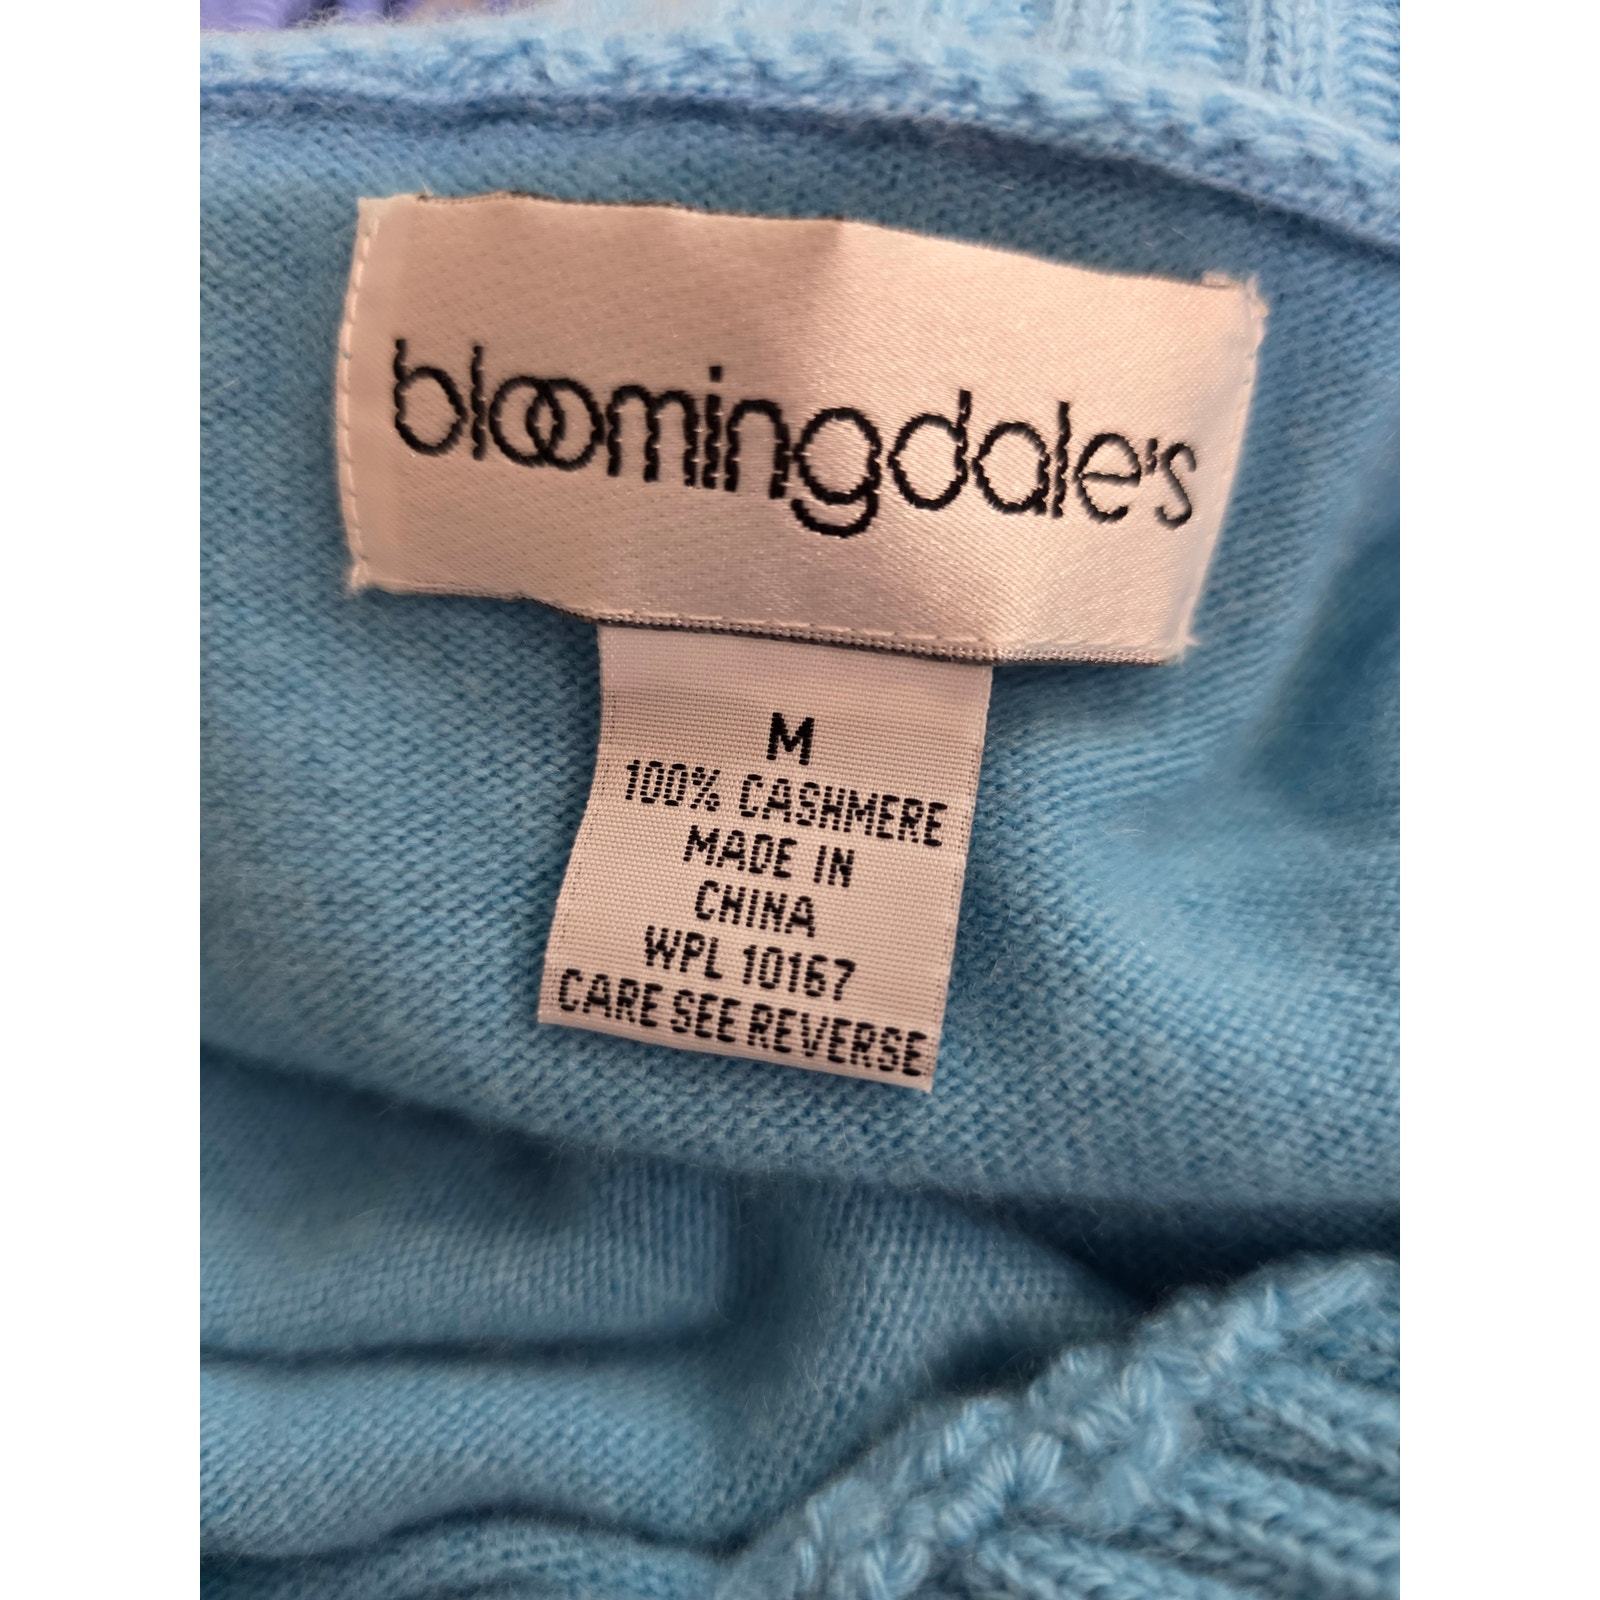 bloomingdale's
M
100% CASHMERE
MADE IN
CHINA
WPL 10167
CARE SEE REVERSE